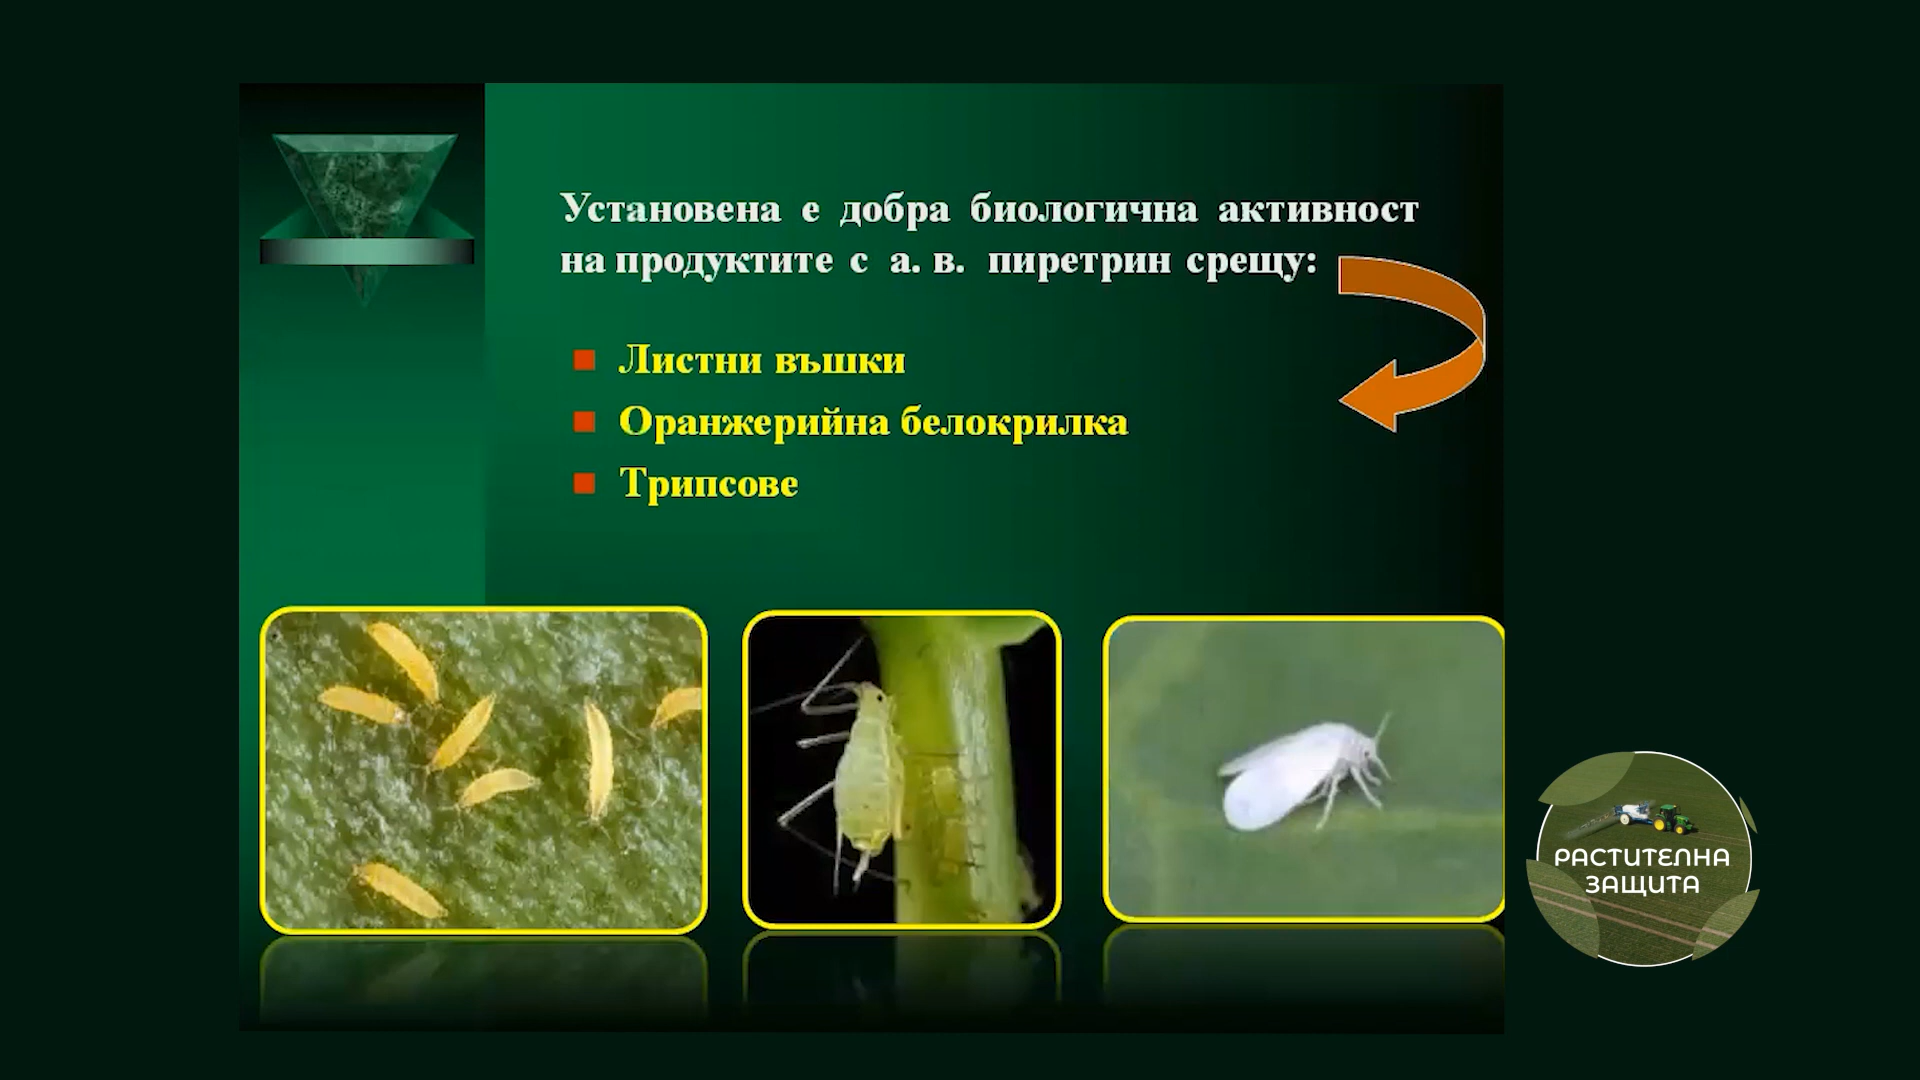 Установена е добра биологична активност
на продуктите с а. в. пиретрин срещу:
Листни въшки
Оранжерийна белокрилка
Трипсове
РАСТИТЕЛНА
ЗАЩИТА